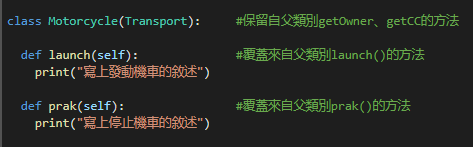 class Motorcycle(Transport):     #保留自父類別getOwner、getCC的方法
  def launch(self):              #覆蓋來自父類別launch()的方法
    print("寫上發動機車的敘述")
  def prak(self):                #覆蓋來自父類別prak()的方法
    print("寫上停止機車的敘述")